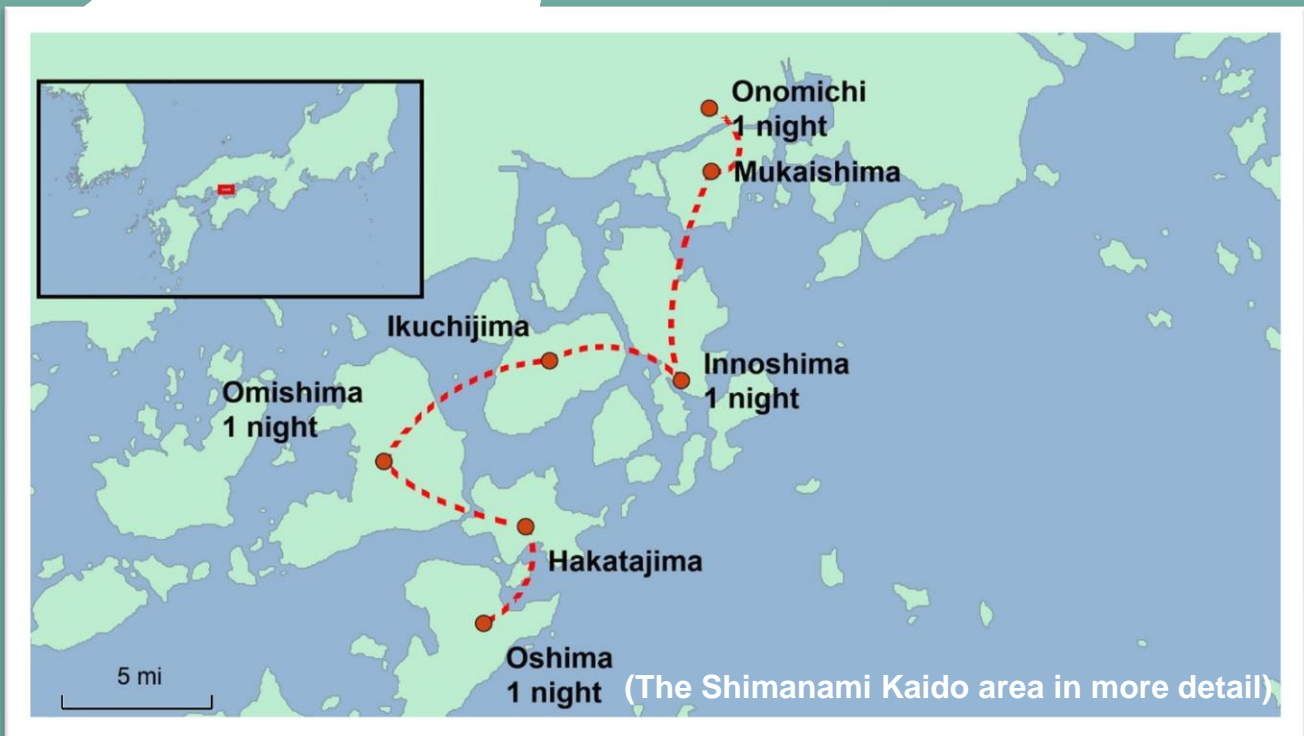 Onomichi
1 night
Mukaishima
Ikuchijima
Innoshima
1 night
Omishima
1 night
Hakatajima
Oshima
1 night
(The Shimanami Kaido area in more detail)
5 mi